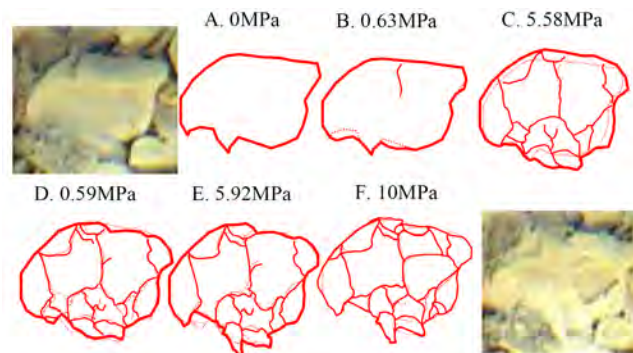 A. 0MPa
B. 0.63MPa
C. 5.58MPa
D. 0.59MPa
E. 5.92MPa
F. 10MPa